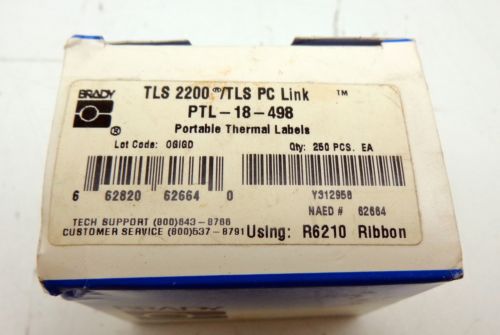 BRADY
TLS 2200®/TLS PC Link ™
PTL-18-498
®
Portable Thermal Labels
Lot Code: OGIGD
Qty: 250 PCS. EA
6 62820 62664 0
Y312958
NAED # 62664
TECH SUPPORT (800)643-8766
CUSTOMER SERVICE (800)537-8791
Using: R6210 Ribbon
BRADY